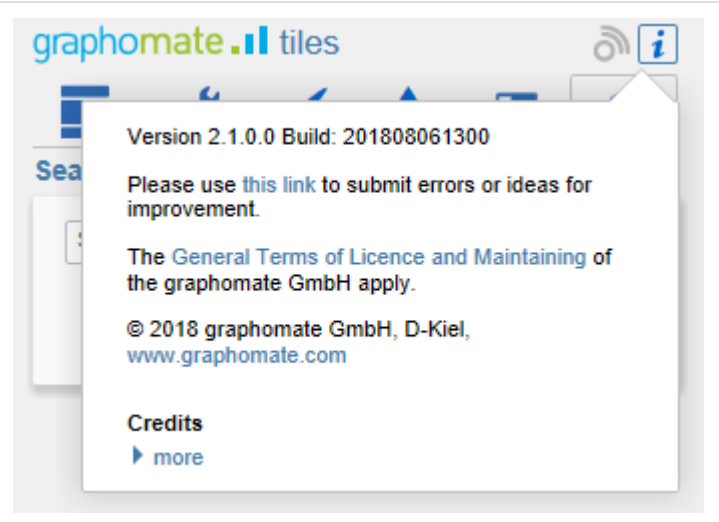 graphomate tiles
i
Version 2.1.0.0 Build: 201808061300
Sea
Please use this link to submit errors or ideas for
improvement.
The General Terms of Licence and Maintaining of
the graphomate GmbH apply.
© 2018 graphomate GmbH, D-Kiel,
www.graphomate.com
Credits
more